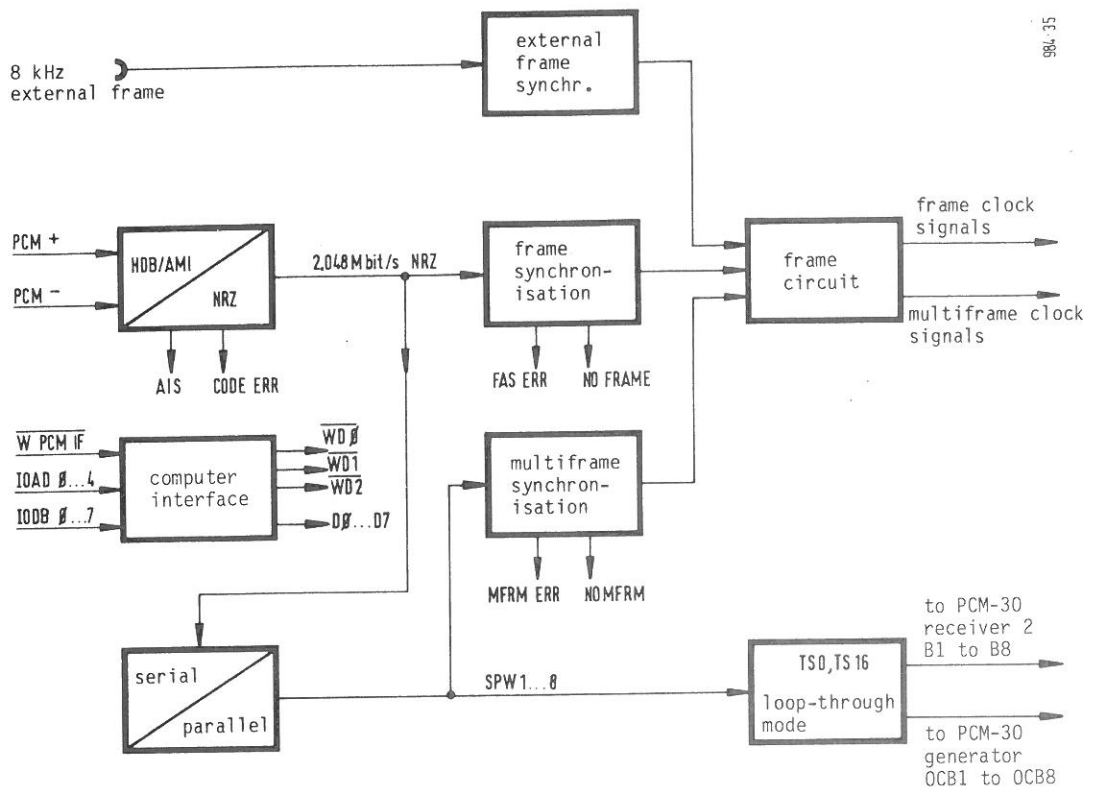 984-35
external
frame
synchr.
8 kHz
external frame
PCM +
PCM -
HDB/AMI
NRZ
2,048 Mbit/s NRZ
frame
synchron-
isation
frame
circuit
frame clock
signals
multiframe clock
signals
AIS
CODE ERR
FAS ERR
NO FRAME
W PCM IF
IOAD Ø...4
IODB Ø...7
computer
interface
WDØ
WD1
WD2
DØ...D7
multiframe
synchron-
isation
MFRM ERR
NOMFRM
serial
parallel
SPW1...8
TS0,TS16
loop-through
mode
to PCM-30
receiver 2
B1 to B8
to PCM-30
generator
OCB1 to OCB8